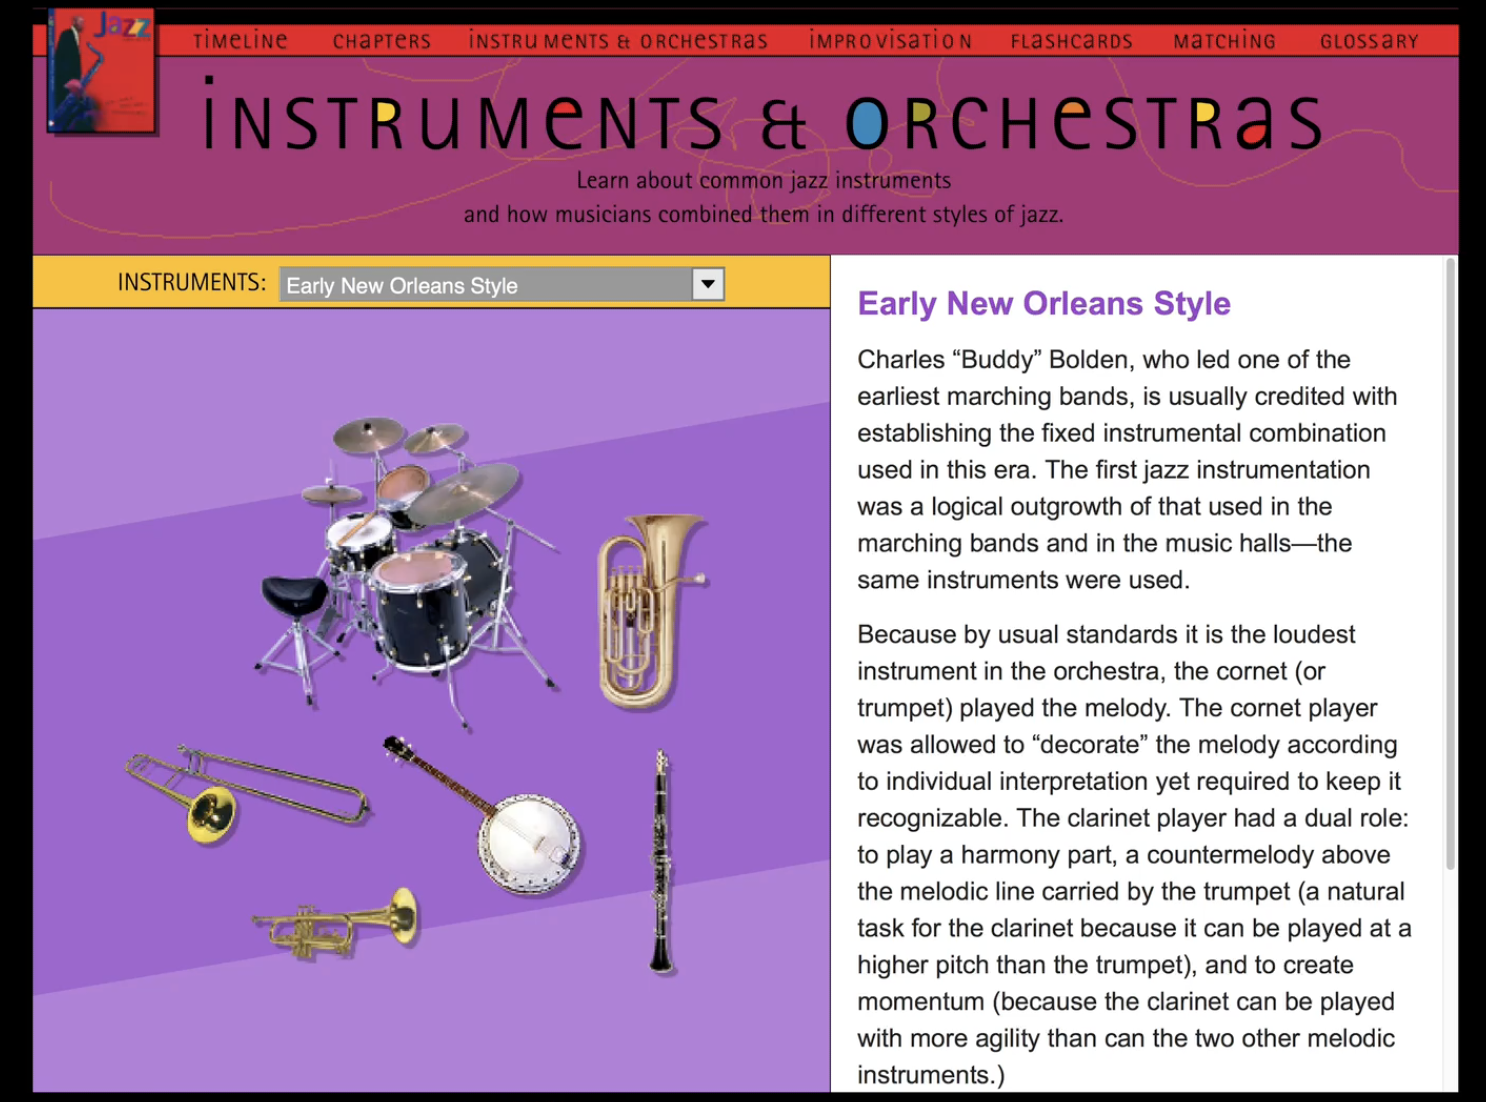 Jazz
TIMELINE CHAPTERS INSTRUMENTS & ORCHESTRAS IMPROVISATION FLASHCARDS MATCHING GLOSSARY
INSTRUMENTS & ORCHESTRAS
Learn about common jazz instruments
and how musicians combined them in different styles of jazz.
INSTRUMENTS: Early New Orleans Style
Early New Orleans Style
Charles “Buddy” Bolden, who led one of the
earliest marching bands, is usually credited with
establishing the fixed instrumental combination
used in this era. The first jazz instrumentation
was a logical outgrowth of that used in the
marching bands and in the music halls—the
same instruments were used.
Because by usual standards it is the loudest
instrument in the orchestra, the cornet (or
trumpet) played the melody. The cornet player
was allowed to “decorate” the melody according
to individual interpretation yet required to keep it
recognizable. The clarinet player had a dual role:
to play a harmony part, a countermelody above
the melodic line carried by the trumpet (a natural
task for the clarinet because it can be played at a
higher pitch than the trumpet), and to create
momentum (because the clarinet can be played
with more agility than can the two other melodic
instruments.)